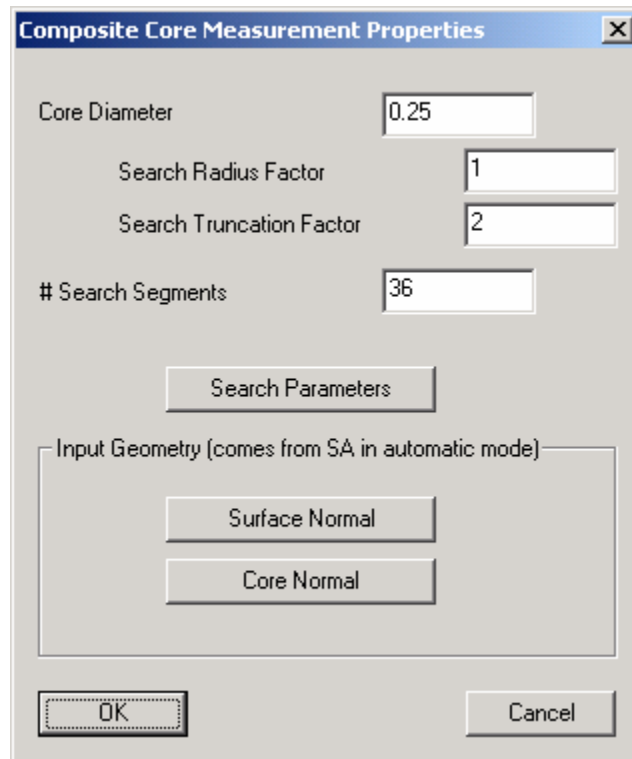 Composite Core Measurement Properties
Core Diameter 0.25
Search Radius Factor 1
Search Truncation Factor 2
# Search Segments 36
Search Parameters
Input Geometry (comes from SA in automatic mode)
Surface Normal
Core Normal
OK Cancel